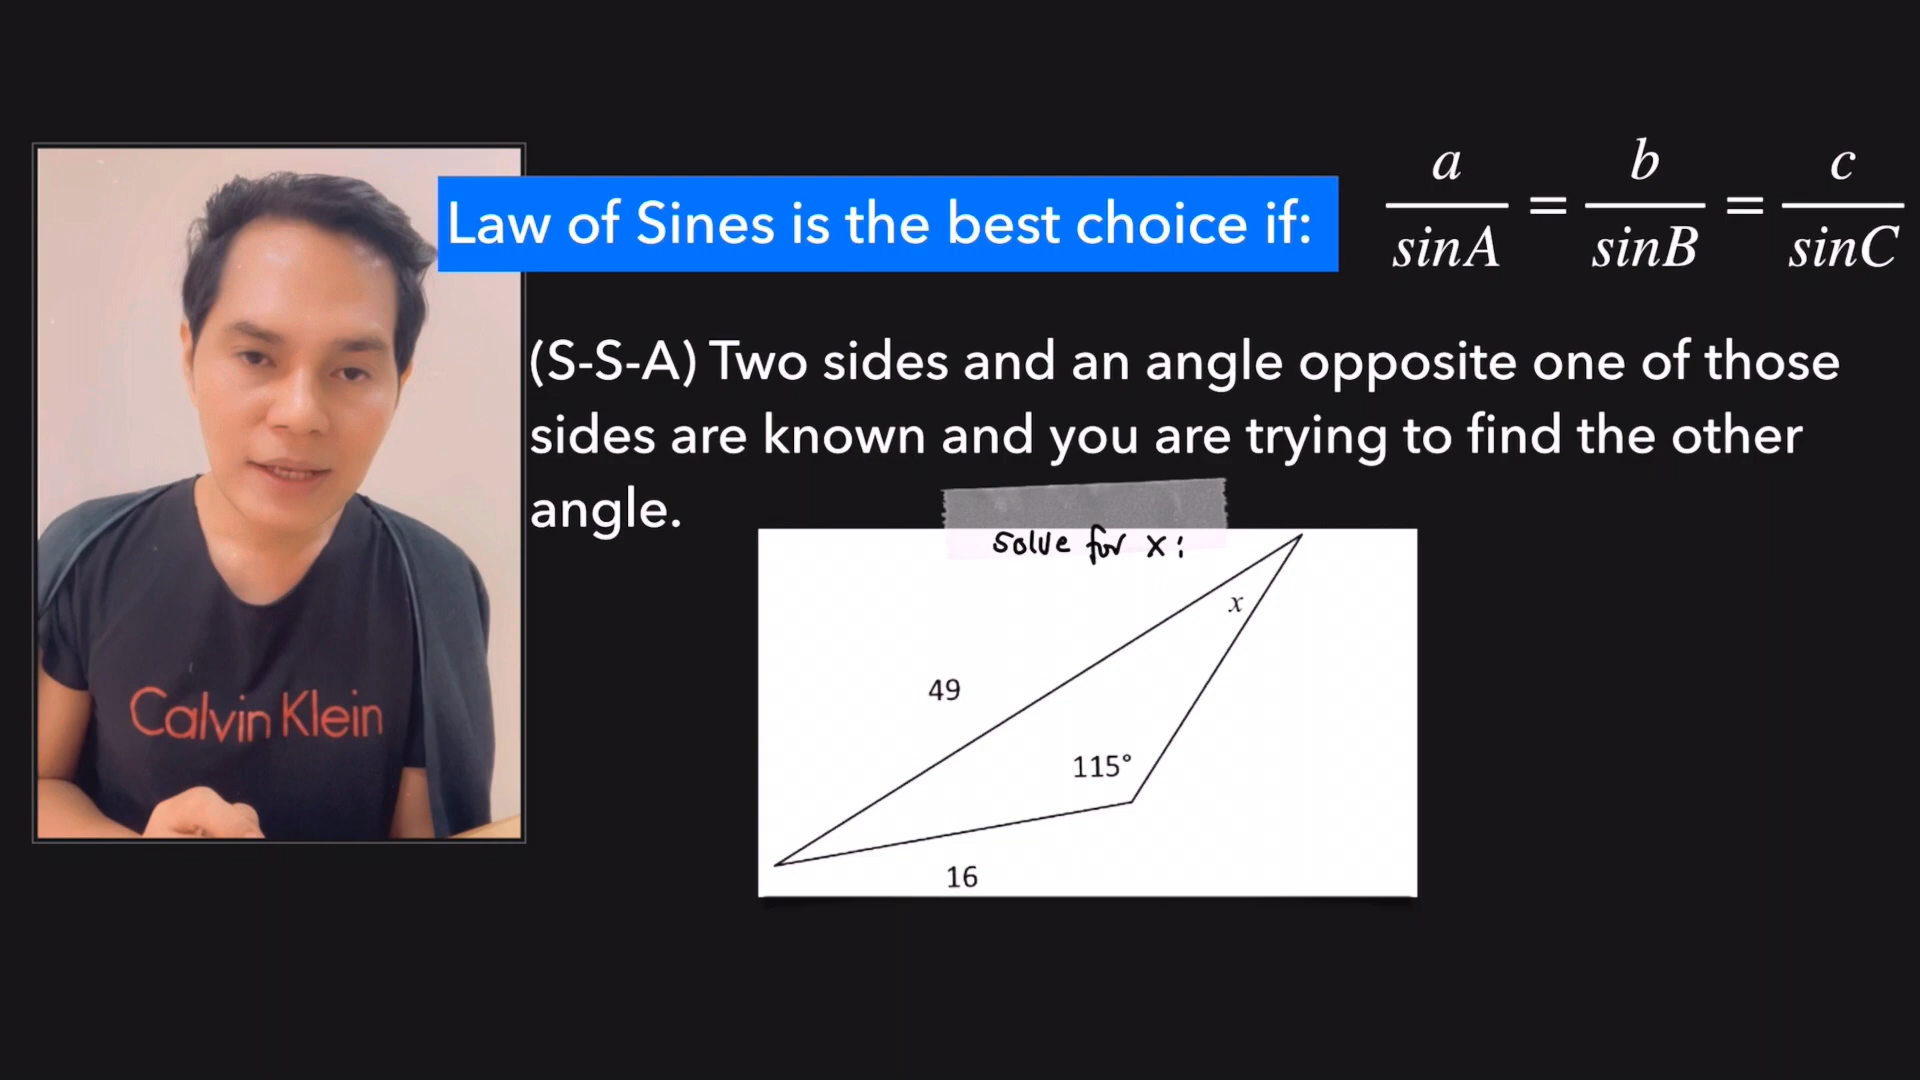 Law of Sines is the best choice if:
a b c
— = — = —
sinA sinB sinC
(S-S-A) Two sides and an angle opposite one of those
sides are known and you are trying to find the other
angle.
solve for x:
x
49
115°
16
Calvin Klein